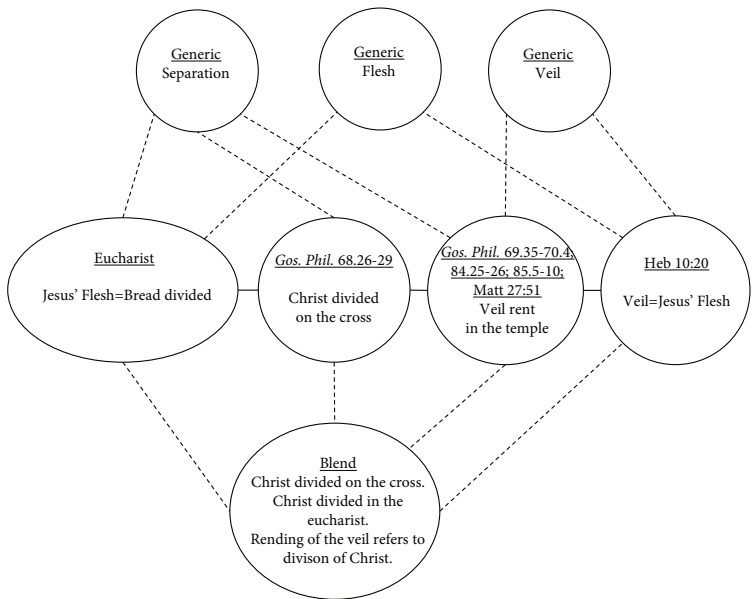 Generic
Separation
Generic
Flesh
Generic
Veil
Eucharist
Jesus’ Flesh=Bread divided
Gos. Phil. 68.26-29
Christ divided
on the cross
Gos. Phil. 69.35-70.4;
84.25-26; 85.5-10;
Matt 27:51
Veil rent
in the temple
Heb 10:20
Veil=Jesus’ Flesh
Blend
Christ divided on the cross.
Christ divided in the
eucharist.
Rending of the veil refers to
divison of Christ.